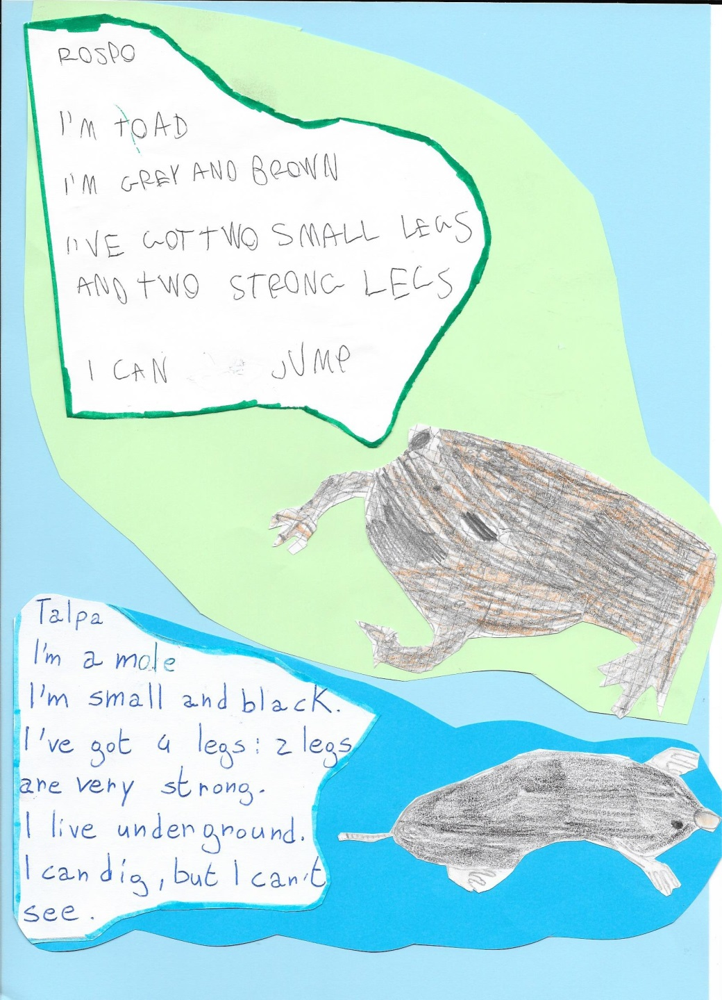 ROSPO
I'M TOAD
I'M GREY AND BROWN
I'VE GOT TWO SMALL LEGS
AND TWO STRONG LEGS
I CAN JUMP
Talpa
I'm a mole
I'm small and black.
I've got 4 legs: 2 legs
are very strong.
I live underground.
I can dig, but I can't
see.